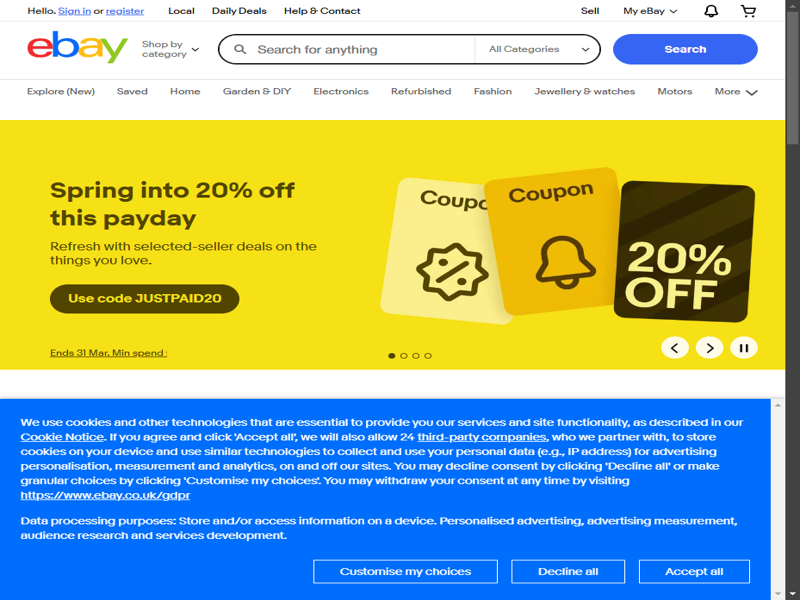 Hello. Sign in or register
Local
Daily Deals
Help & Contact
Sell
My eBay
ebay
Shop by
category
Search for anything
All Categories
Search
Explore (New)
Saved
Home
Garden & DIY
Electronics
Refurbished
Fashion
Jewellery & watches
Motors
More
Spring into 20% off
this payday
Refresh with selected-seller deals on the
things you love.
Use code JUSTPAID20
Ends 31 Mar. Min spend :
Coupo
Coupon
20%
OFF
We use cookies and other technologies that are essential to provide you our services and site functionality, as described in our
Cookie Notice. If you agree and click 'Accept all', we will also allow 24 third-party companies, who we partner with, to store
cookies on your device and use similar technologies to collect and use your personal data (e.g., IP address) for advertising
personalisation, measurement and analytics, on and off our sites. You may decline consent by clicking 'Decline all' or make
granular choices by clicking 'Customise my choices'. You may withdraw your consent at any time by visiting
https://www.ebay.co.uk/gdpr
Data processing purposes: Store and/or access information on a device. Personalised advertising, advertising measurement,
audience research and services development.
Customise my choices
Decline all
Accept all